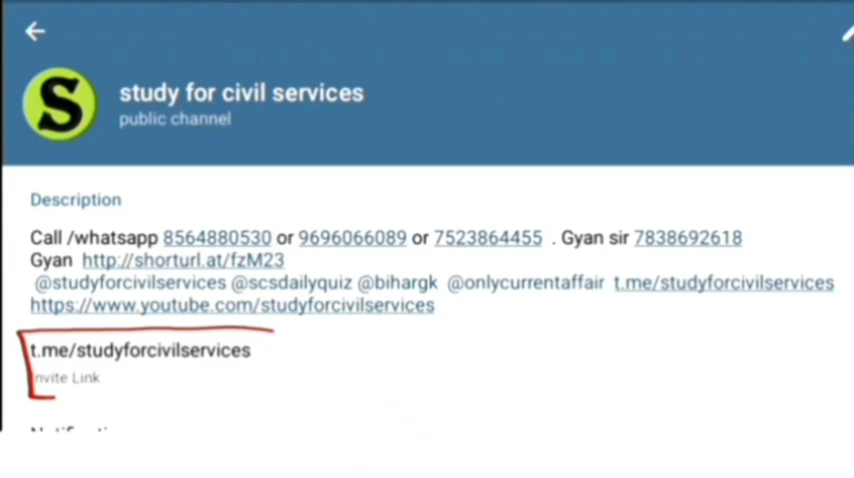 S
study for civil services
public channel
Description
Call /whatsapp 8564880530 or 9696066089 or 7523864455 . Gyan sir 7838692618
Gyan http://shorturl.at/fzM23
@studyforcivilservices @scsdailyquiz @bihargk @onlycurrentaffair t.me/studyforcivilservices
https://www.youtube.com/studyforcivilservices
t.me/studyforcivilservices
Invite Link